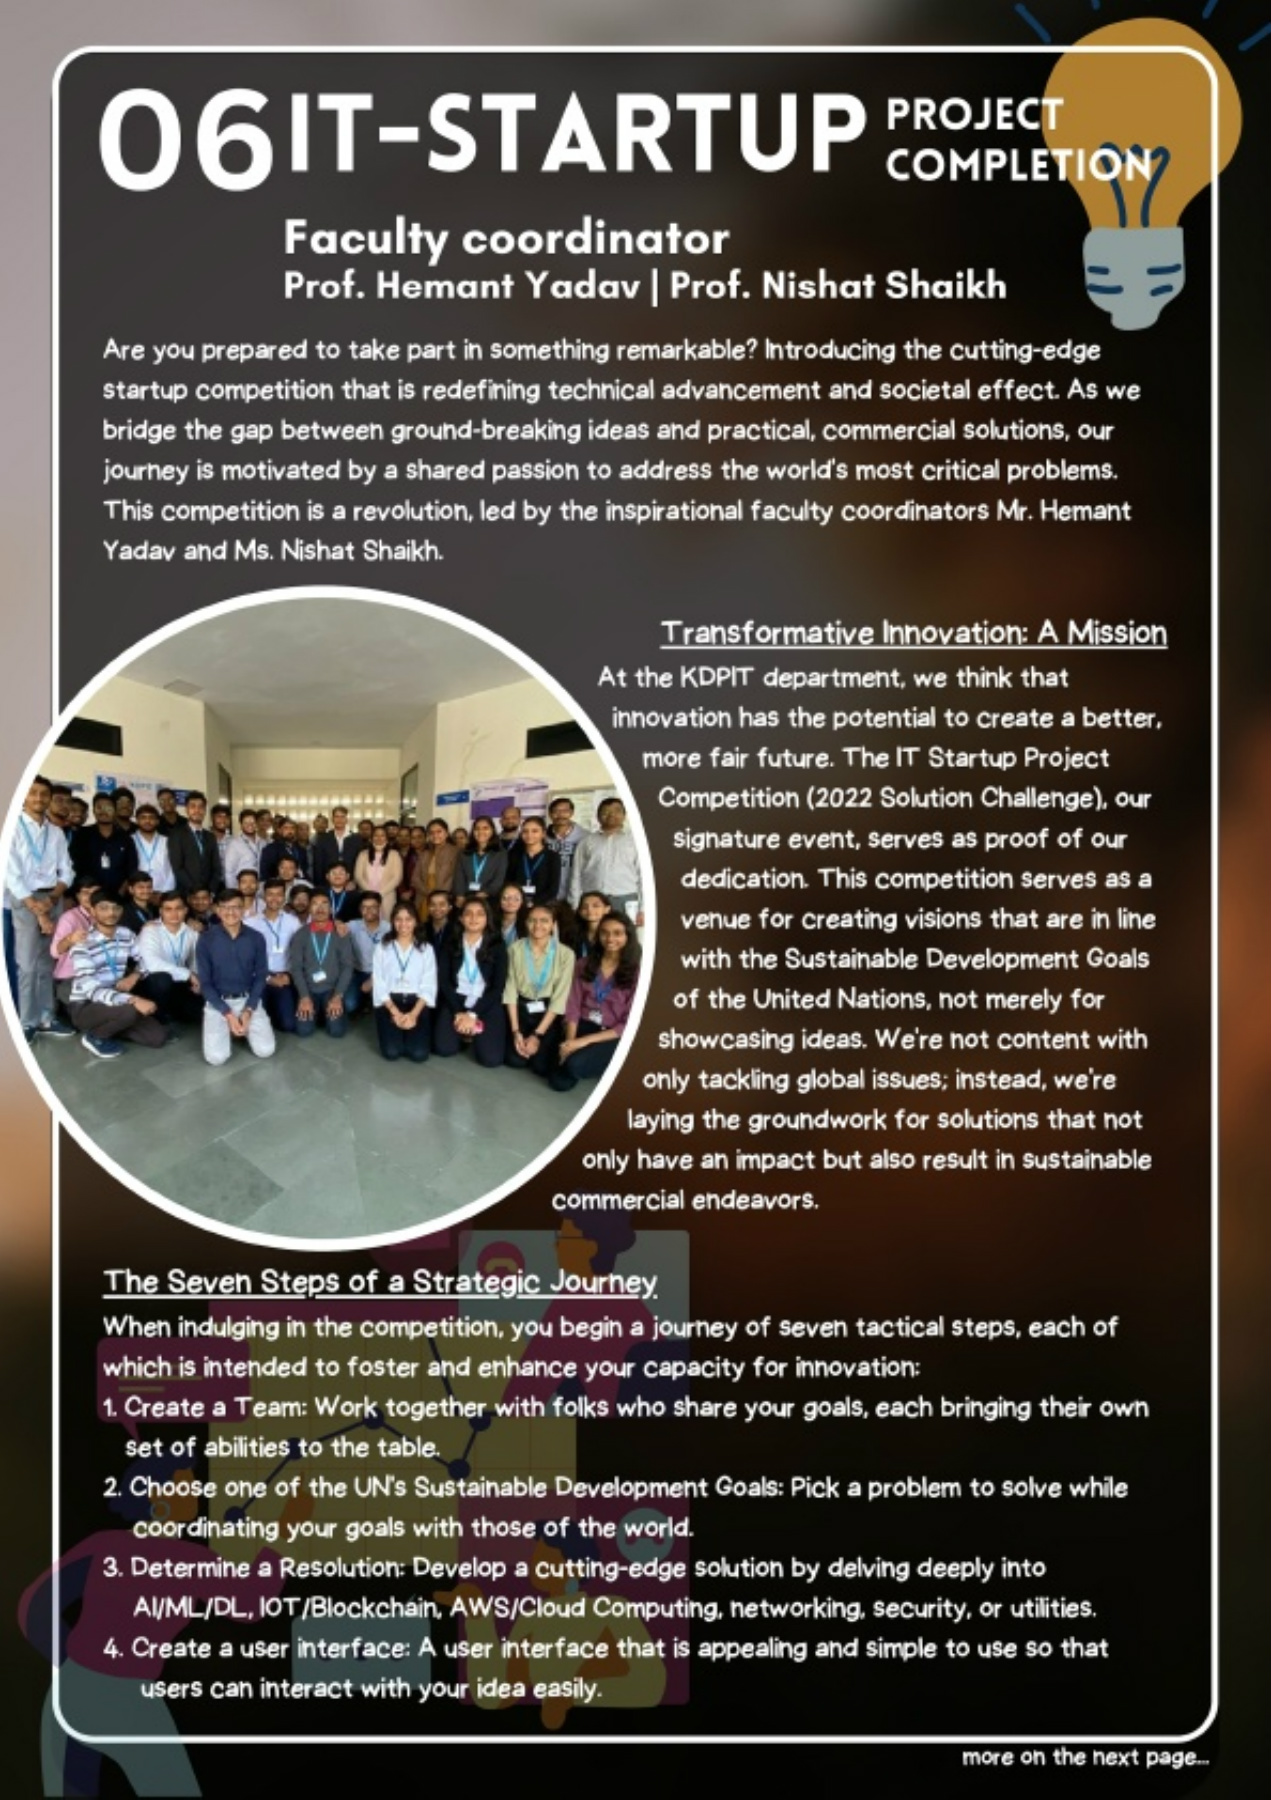 06 IT-STARTUP PROJECT
COMPLETION
Faculty coordinator
Prof. Hemant Yadav | Prof. Nishat Shaikh
Are you prepared to take part in something remarkable? Introducing the cutting-edge
startup competition that is redefining technical advancement and societal effect. As we
bridge the gap between ground-breaking ideas and practical, commercial solutions, our
journey is motivated by a shared passion to address the world's most critical problems.
This competition is a revolution, led by the inspirational faculty coordinators Mr. Hemant
Yadav and Ms. Nishat Shaikh.
Transformative Innovation: A Mission
At the KDPIT department, we think that
innovation has the potential to create a better,
more fair future. The IT Startup Project
Competition (2022 Solution Challenge), our
signature event, serves as proof of our
dedication. This competition serves as a
venue for creating visions that are in line
with the Sustainable Development Goals
of the United Nations, not merely for
showcasing ideas. We're not content with
only tackling global issues; instead, we're
laying the groundwork for solutions that not
only have an impact but also result in sustainable
commercial endeavors.
The Seven Steps of a Strategic Journey
When indulging in the competition, you begin a journey of seven tactical steps, each of
which is intended to foster and enhance your capacity for innovation:
1. Create a Team: Work together with folks who share your goals, each bringing their own
set of abilities to the table.
2. Choose one of the UN's Sustainable Development Goals: Pick a problem to solve while
coordinating your goals with those of the world.
3. Determine a Resolution: Develop a cutting-edge solution by delving deeply into
AI/ML/DL, IOT/Blockchain, AWS/Cloud Computing, networking, security, or utilities.
4. Create a user interface: A user interface that is appealing and simple to use so that
users can interact with your idea easily.
more on the next page...